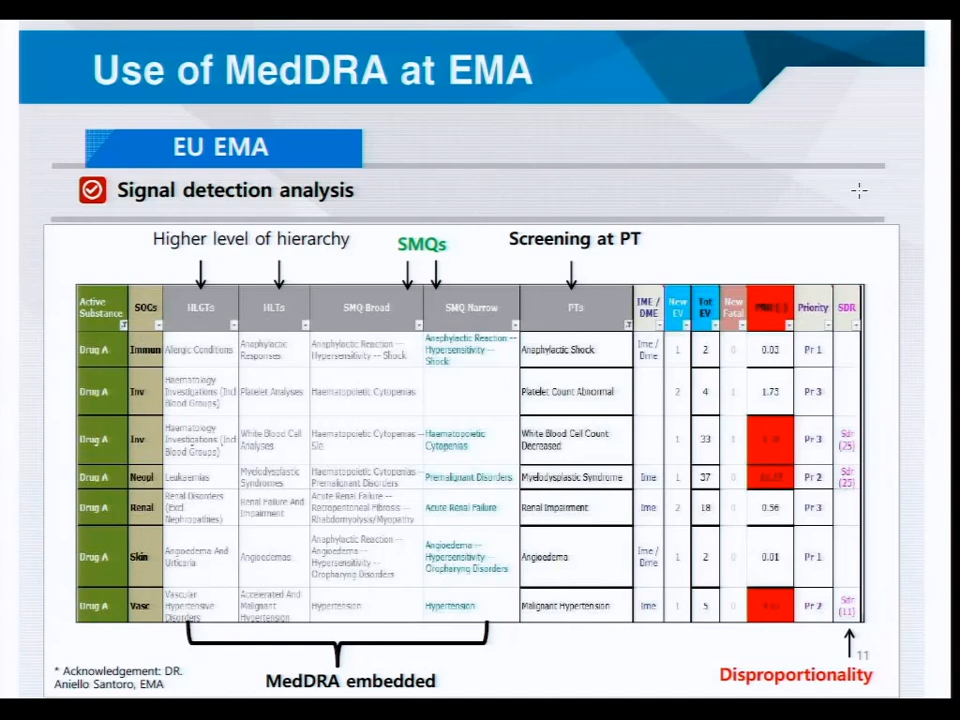 Use of MedDRA at EMA
EU EMA
Signal detection analysis
Higher level of hierarchy
SMQs
Screening at PT
Active Substance SOCs HLGTs HLTs SMQ Broad SMQ Narrow PTs IME / DME New EV Tot EV New Fatal Priority SDR
Drug A Immun Allergic Conditions Anaphylactic Responses Anaphylactic Reaction -- Hypersensitivity -- Shock Anaphylactic Reaction -- Hypersensitivity -- Shock Anaphylactic Shock Ime / Dme 1 2 0 0.03 Pr 1
Drug A Inv Haematology Investigations (Incl Blood Groups) Platelet Analyses Haematopoietic Cytopenias Platelet Count Abnormal 2 4 1 1.73 Pr 3
Drug A Inv Haematology Investigations (Incl Blood Groups) White Blood Cell Analyses Haematopoietic Cytopenias -- Sle Haematopoietic Cytopenias White Blood Cell Count Decreased 1 33 1 Pr 3 Sdr (25)
Drug A Neopl Leukaemias Myelodysplastic Syndromes Haematopoietic Cytopenias -- Premalignant Disorders Premalignant Disorders Myelodysplastic Syndrome Ime 1 37 0 Pr 2 Sdr (25)
Drug A Renal Renal Disorders (Excl Nephropathies) Renal Failure And Impairment Acute Renal Failure -- Retroperitoneal Fibrosis -- Rhabdomyolysis/Myopathy Acute Renal Failure Renal Impairment Ime 2 18 0 0.56 Pr 3
Drug A Skin Angioedema And Urticaria Angioedemas Anaphylactic Reaction -- Angioedema -- Hypersensitivity -- Oropharyng Disorders Angioedema -- Hypersensitivity -- Oropharyng Disorders Angioedema Ime / Dme 1 2 0 0.01 Pr 1
Drug A Vasc Vascular Hypertensive Disorders Accelerated And Malignant Hypertension Hypertension Hypertension Malignant Hypertension Ime 1 5 0 Pr 2 Sdr (11)
MedDRA embedded
* Acknowledgement: DR.
Aniello Santoro, EMA
11
Disproportionality